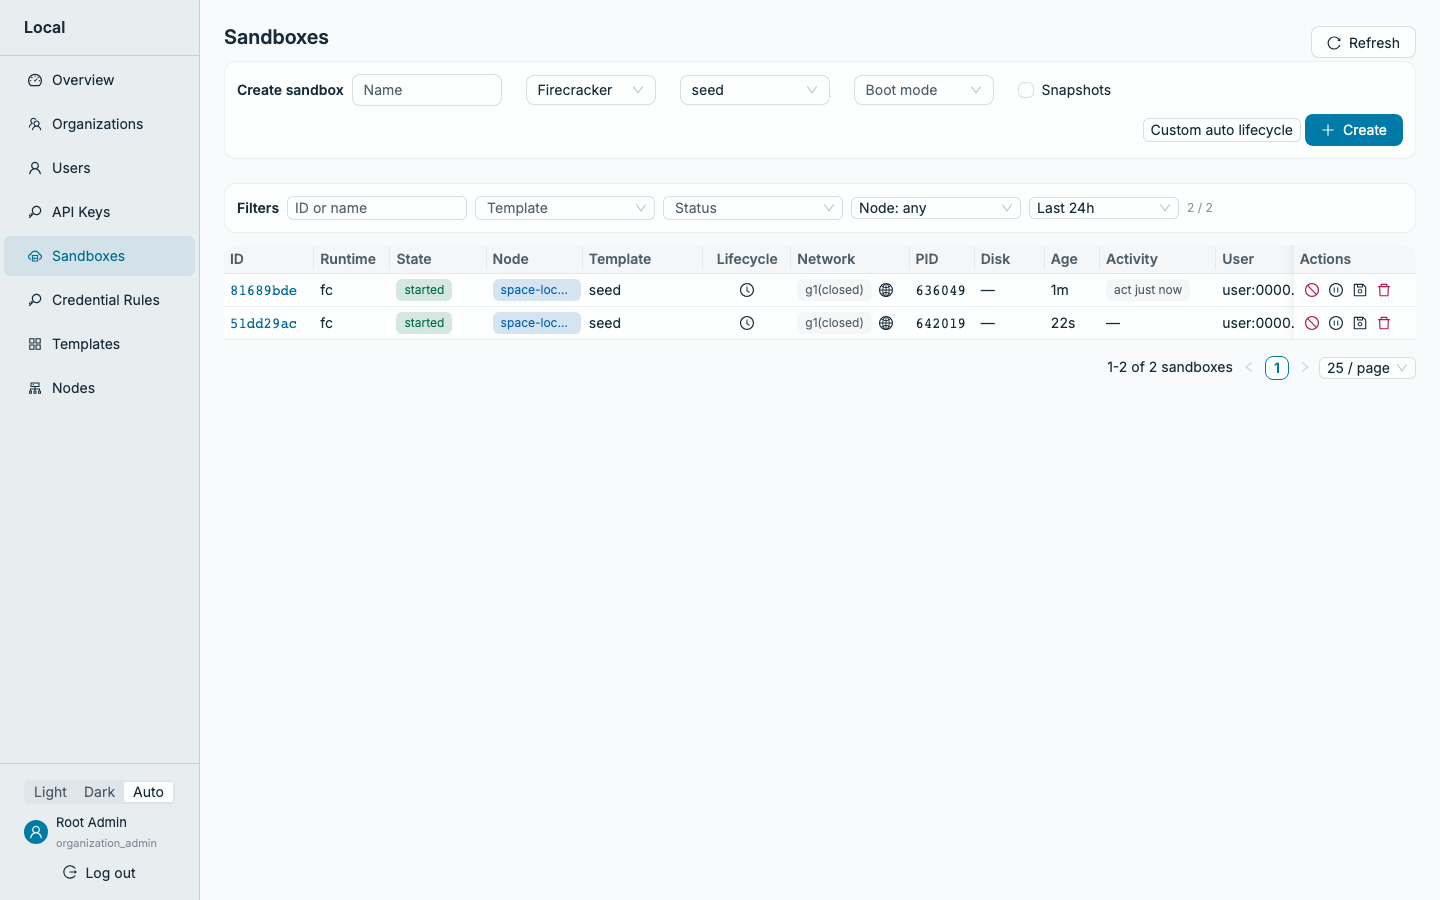 Local
Overview
Organizations
Users
API Keys
Sandboxes
Credential Rules
Templates
Nodes
Light Dark Auto
Root Admin
organization_admin
Log out
Sandboxes
Refresh
Create sandbox Name Firecracker seed Boot mode Snapshots
Custom auto lifecycle + Create
Filters ID or name Template Status Node: any Last 24h 2 / 2
ID Runtime State Node Template Lifecycle Network PID Disk Age Activity User Actions
81689bde fc started space-loc... seed g1(closed) 636049 — 1m act just now user:0000.
51dd29ac fc started space-loc... seed g1(closed) 642019 — 22s — user:0000.
1-2 of 2 sandboxes < 1 > 25 / page